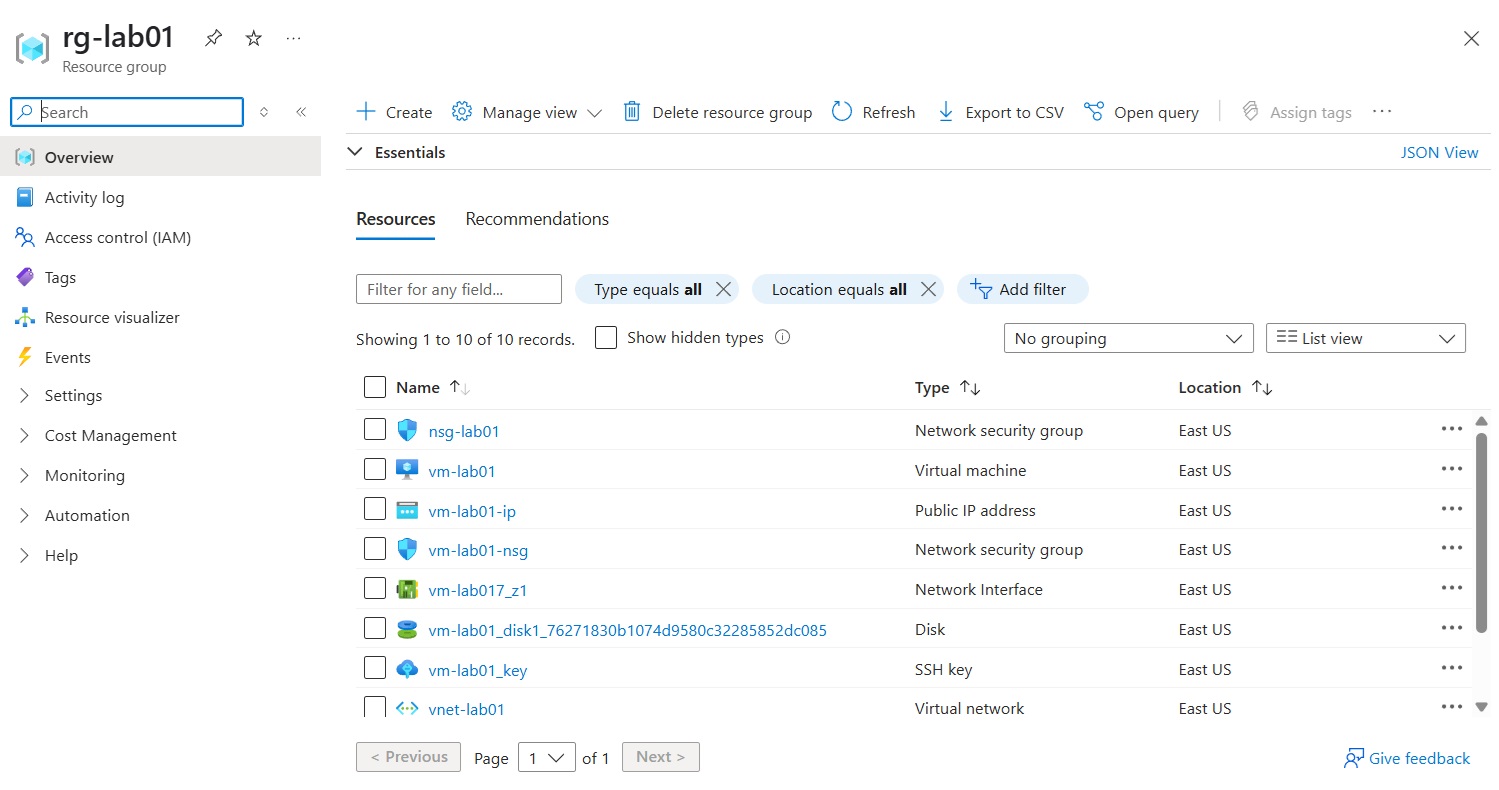 rg-lab01
Resource group
Search
Overview
Activity log
Access control (IAM)
Tags
Resource visualizer
Events
Settings
Cost Management
Monitoring
Automation
Help
Create Manage view Delete resource group Refresh Export to CSV Open query Assign tags
Essentials JSON View
Resources Recommendations
Filter for any field... Type equals all Location equals all Add filter
Showing 1 to 10 of 10 records. Show hidden types No grouping List view
Name Type Location
nsg-lab01 Network security group East US
vm-lab01 Virtual machine East US
vm-lab01-ip Public IP address East US
vm-lab01-nsg Network security group East US
vm-lab017_z1 Network Interface East US
vm-lab01_disk1_76271830b1074d9580c32285852dc085 Disk East US
vm-lab01_key SSH key East US
vnet-lab01 Virtual network East US
< Previous Page 1 of 1 Next > Give feedback